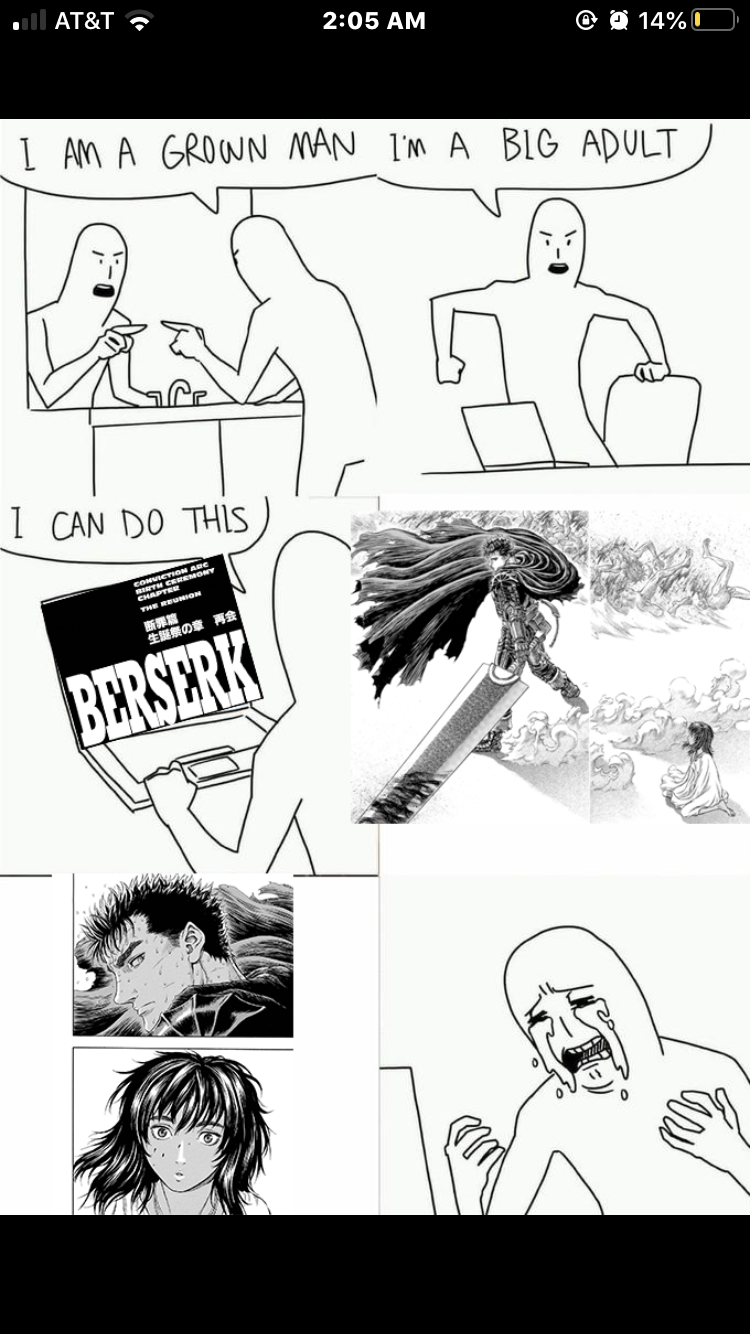 AT&T 2:05 AM 14%
I AM A GROWN MAN
I'm A BIG ADULT
I CAN DO THIS
CONVICTION ARC
BIRTH CEREMONY
CHAPTER
THE REUNION
断罪篇
生誕祭の章 再会
BERSERK